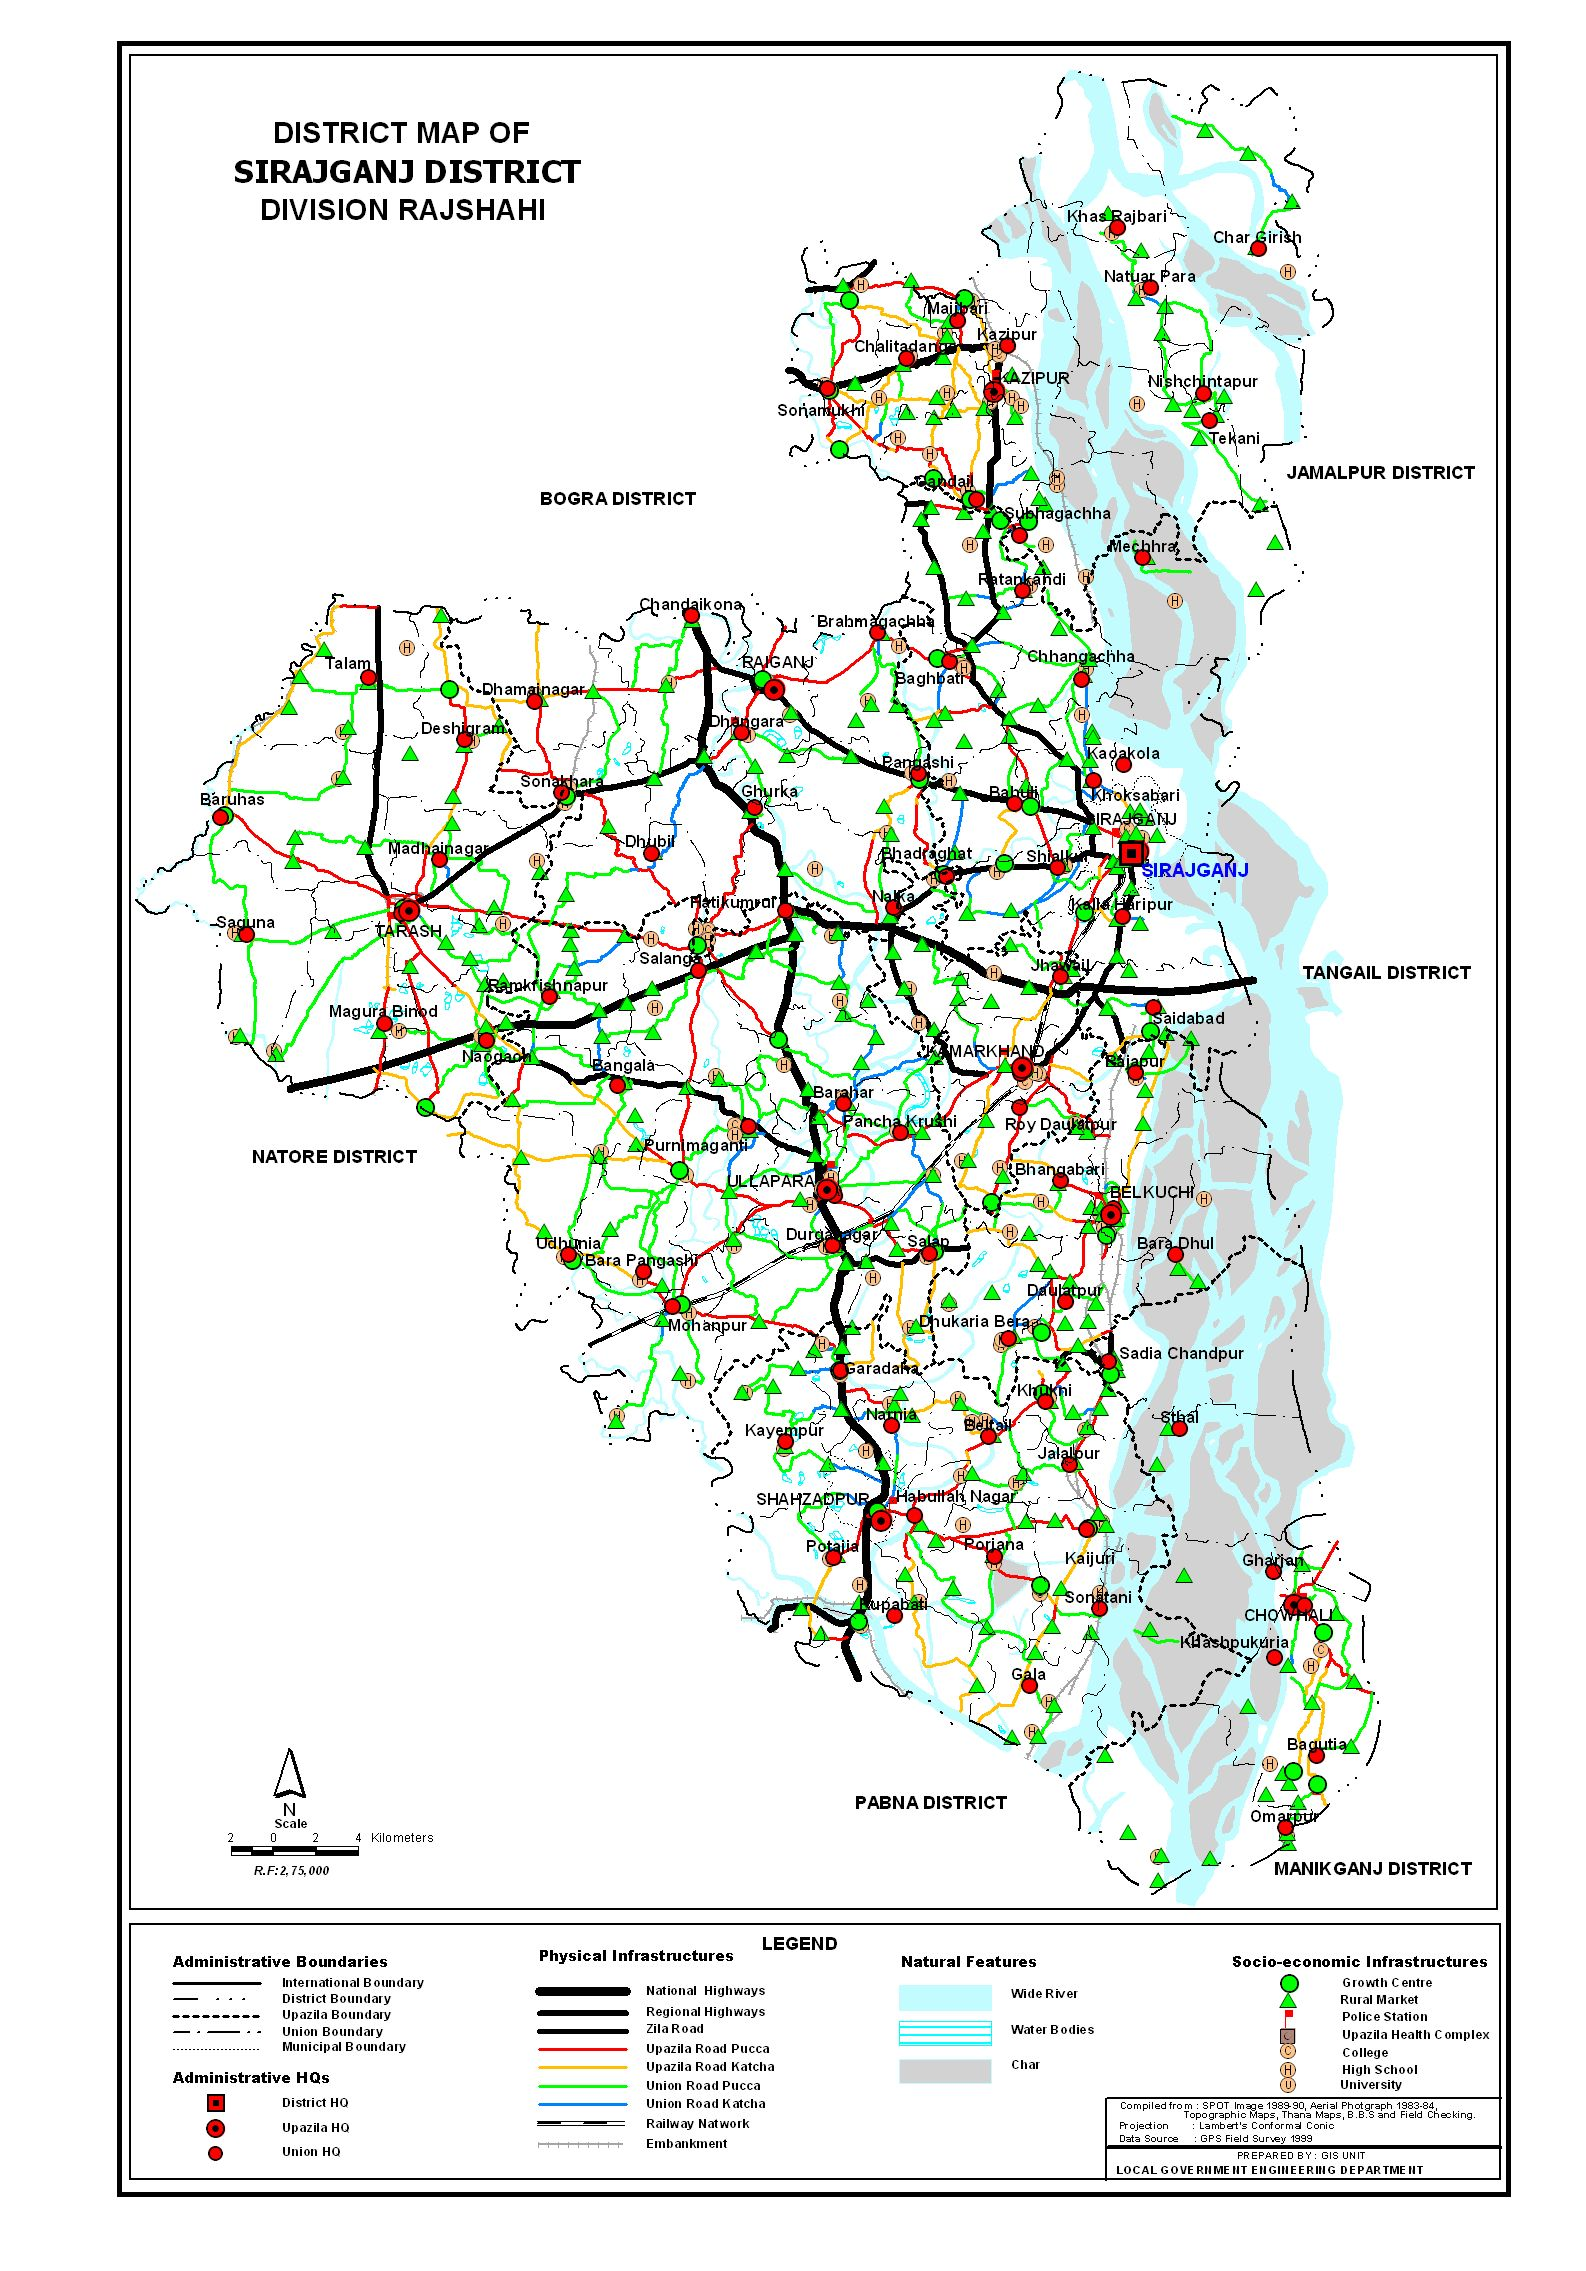 DISTRICT MAP OF
SIRAJGANJ DISTRICT
DIVISION RAJSHAHI
Khas Rajbari
Char Girish
Natuar Para
Maijbari
Kazipur
Chalitadanga
KAZIPUR
Nishchintapur
Sonamukhi
Tekani
JAMALPUR DISTRICT
BOGRA DISTRICT
Gandail
Subhagachha
Mechhra
Ratankandi
Chandaikona
Brahmagachha
Talam
RAIGANJ
Chhangachha
Baghbati
Dhamainagar
Deshigram
Dhangara
Kaoakola
Pangashi
Sonakhara
Baruhas
Ghurka
Bahuli
Khoksabari
SIRAJGANJ
Dhubil
Madhainagar
Bhadraghat
Shialkul
SIRAJGANJ
Hatikumrul
Nalka
Kalia Haripur
Saguna
TARASH
Salanga
Jhawail
TANGAIL DISTRICT
Ramkfishnapur
Magura Binod
Saidabad
Naogaon
KAMARKHAND
Bangala
Rajapur
Barahar
Pancha Krushi
Roy Daulatpur
Purnimaganti
NATORE DISTRICT
Bhangabari
ULLAPARA
BELKUCHI
Durganagar
Salap
Udhunia
Bara Pangashi
Bara Dhul
Daulatpur
Mohanpur
Dhukaria Bera
Sadia Chandpur
Garadaha
Khukni
Narnia
Sthal
Kayempur
Beltail
Jalalpur
SHAHZADPUR
Habullah Nagar
Potajia
Porjana
Kaijuri
Gharjan
Rupabati
Sonatani
CHOWHALI
Khashpukuria
Gala
Bagutia
PABNA DISTRICT
Omarpur
MANIKGANJ DISTRICT
N
Scale
2 0 2 4 Kilometers
R.F:2,75,000
LEGEND
Administrative Boundaries
International Boundary
District Boundary
Upazila Boundary
Union Boundary
Municipal Boundary
Administrative HQs
District HQ
Upazila HQ
Union HQ
Physical Infrastructures
National Highways
Regional Highways
Zila Road
Upazila Road Pucca
Upazila Road Katcha
Union Road Pucca
Union Road Katcha
Railway Natwork
Embankment
Natural Features
Wide River
Water Bodies
Char
Socio-economic Infrastructures
Growth Centre
Rural Market
Police Station
Upazila Health Complex
College
High School
University
Compiled from : SPOT Image 1989-90, Aerial Photgraph 1983-84,
Topographic Maps, Thana Maps, B.B.S and Field Checking.
Projection : Lambert's Conformal Conic
Data Source : GPS Field Survey 1999
PREPARED BY : GIS UNIT
LOCAL GOVERNMENT ENGINEERING DEPARTMENT